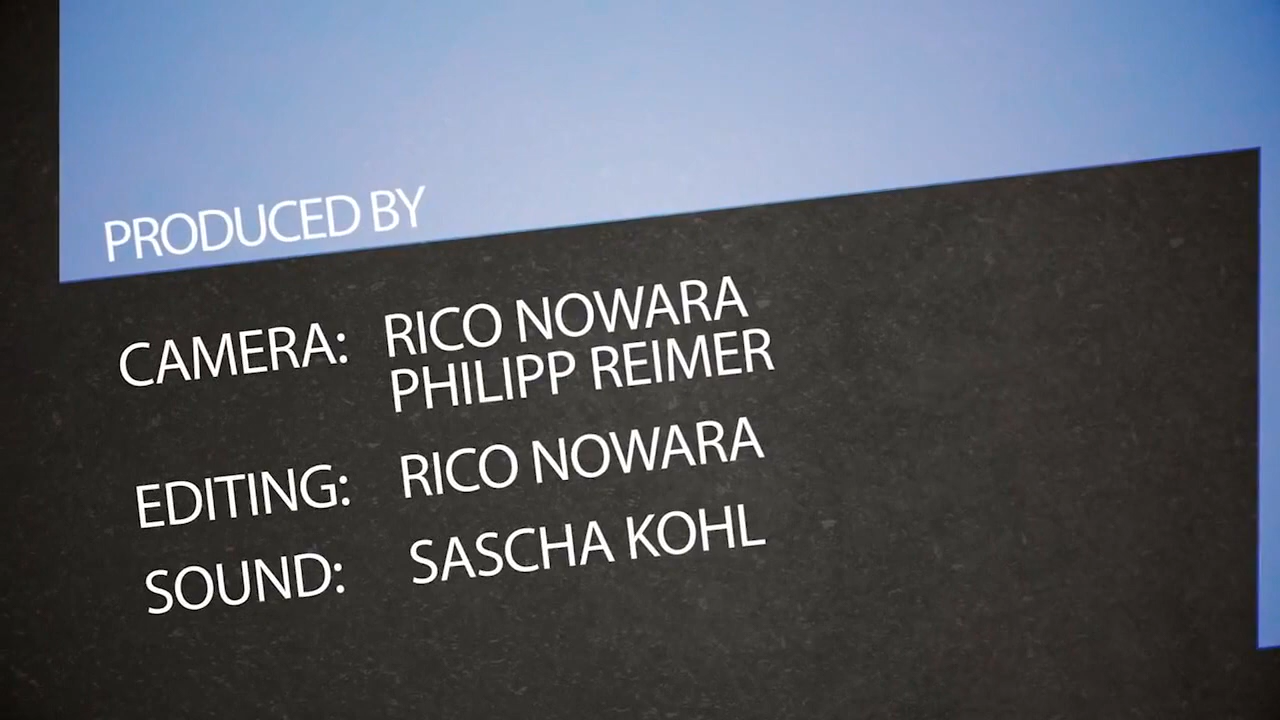 PRODUCED BY
CAMERA: RICO NOWARA
PHILIPP REIMER
EDITING: RICO NOWARA
SOUND: SASCHA KOHL